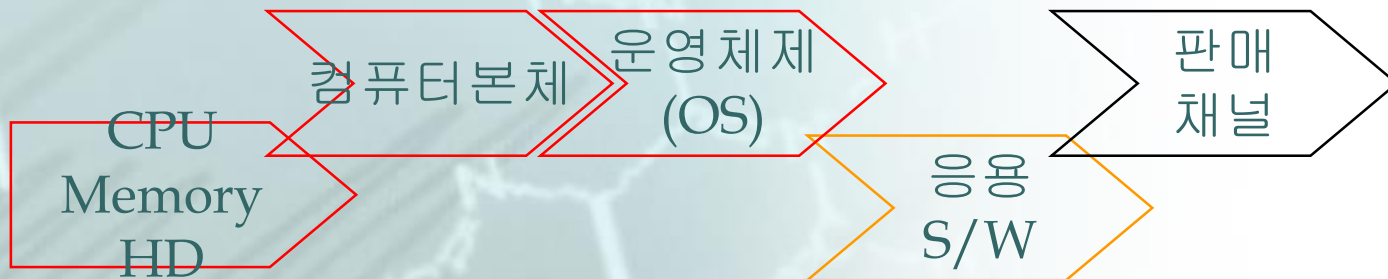 CPU
Memory
HD
컴퓨터본체
운영체제
(OS)
응용
S/W
판매
채널